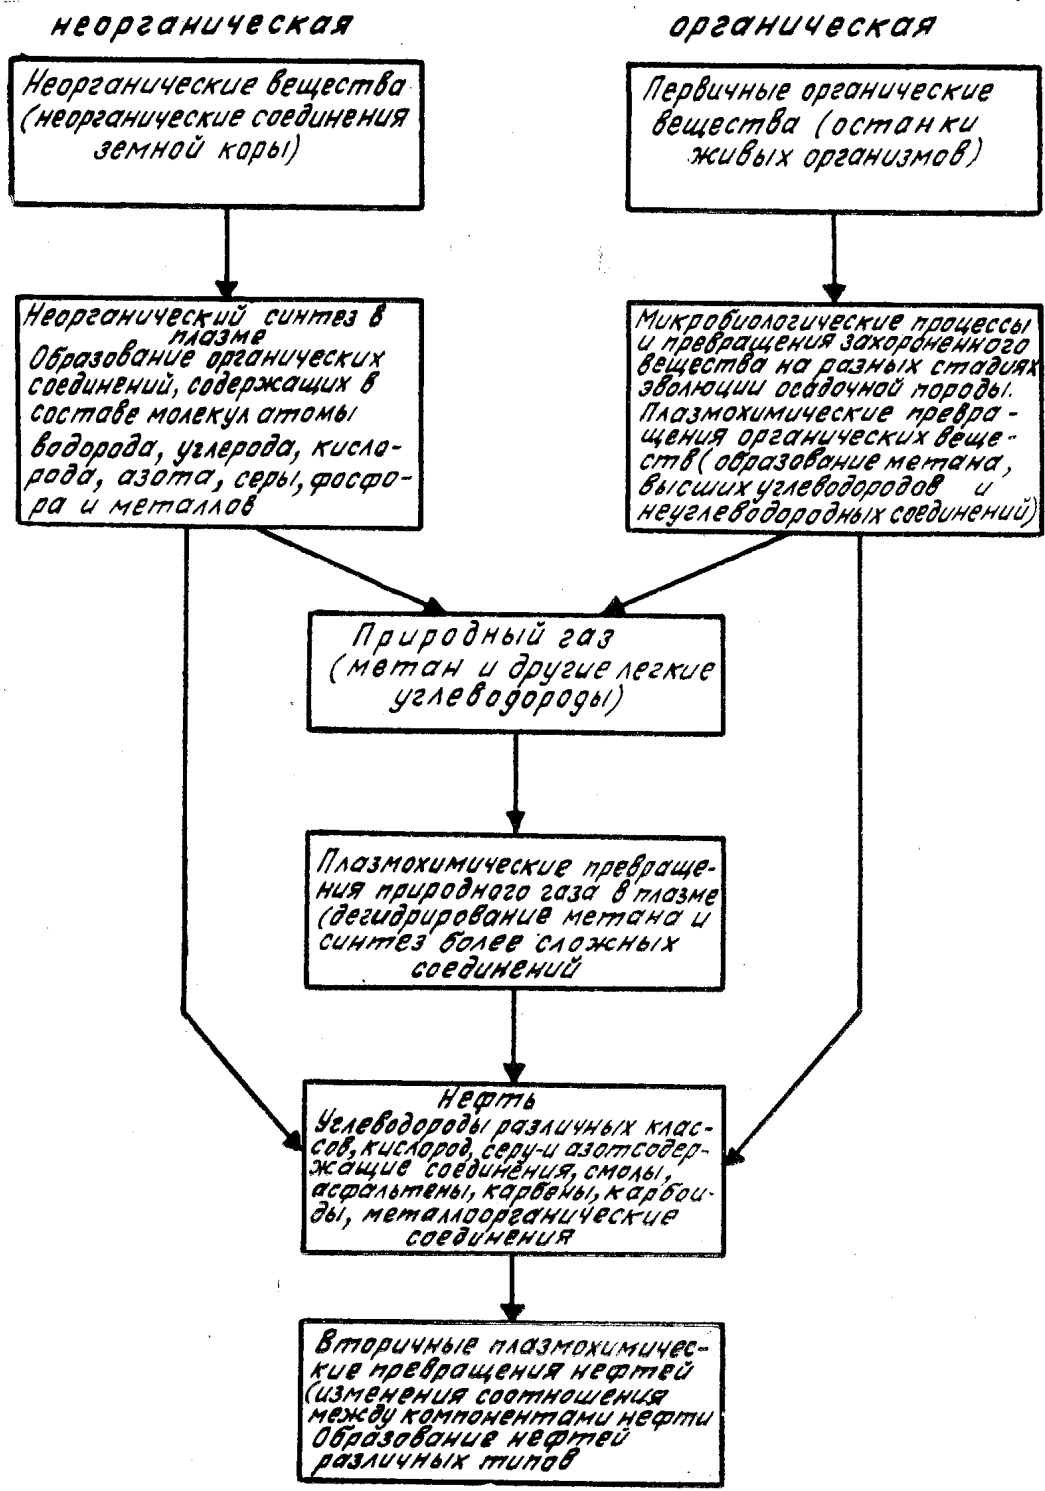 неорганическая
Неорганические вещества
(неорганические соединения
земной коры)
органическая
Первичные органические
вещества (останки
живых организмов)
Неорганический синтез в
плазме
Образование органических
соединений, содержащих в
составе молекул атомы
водорода, углерода, кисло-
рода, азота, серы, фосфо-
ра и металлов
Микробиологические процессы
и превращения захороненного
вещества на разных стадиях
эволюции осадочной породы.
Плазмохимические превра-
щения органических веще-
ств (образование метана,
высших углеводородов и
неуглеводородных соединений)
Природный газ
(метан и другие легкие
углеводороды)
Плазмохимические превраще-
ния природного газа в плазме
(дегидрирование метана и
синтез более сложных
соединений
Нефть
Углеводороды различных клас-
сов, кислород, серу-и азотсодер-
жащие соединения, смолы,
асфальтены, карбены, карбои-
ды, металлоорганические
соединения
Вторичные плазмохимичес-
кие превращения нефтей
(изменения соотношения
между компонентами нефти
Образование нефтей
различных типов